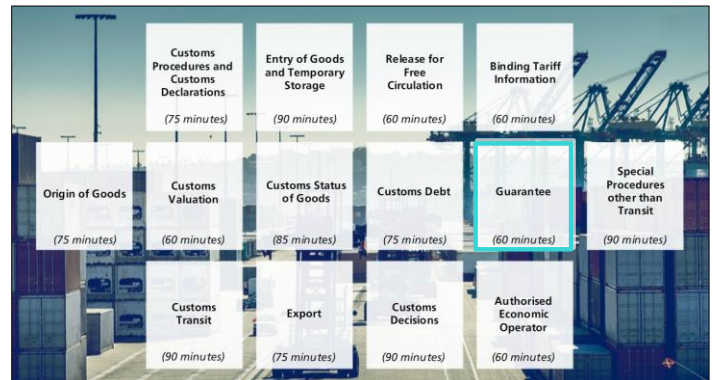 Customs
Procedures and
Customs
Declarations
(75 minutes)
Entry of Goods
and Temporary
Storage
(90 minutes)
Release for
Free
Circulation
(60 minutes)
Binding Tariff
Information
(60 minutes)
Origin of Goods
(75 minutes)
Customs
Valuation
(60 minutes)
Customs Status
of Goods
(85 minutes)
Customs Debt
(75 minutes)
Guarantee
(60 minutes)
Special
Procedures
other than
Transit
(90 minutes)
Customs
Transit
(90 minutes)
Export
(75 minutes)
Customs
Decisions
(90 minutes)
Authorised
Economic
Operator
(60 minutes)